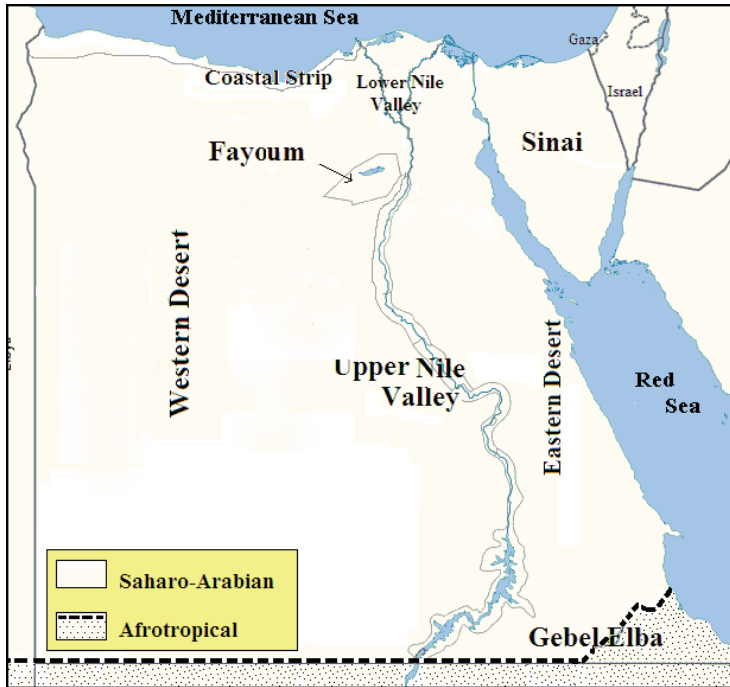 Mediterranean Sea
Gaza
Coastal Strip
Lower Nile
Valley
Israel
Fayoum
Sinai
Western Desert
Upper Nile
Valley
Eastern Desert
Red
Sea
Saharo-Arabian
Afrotropical
Gebel Elba